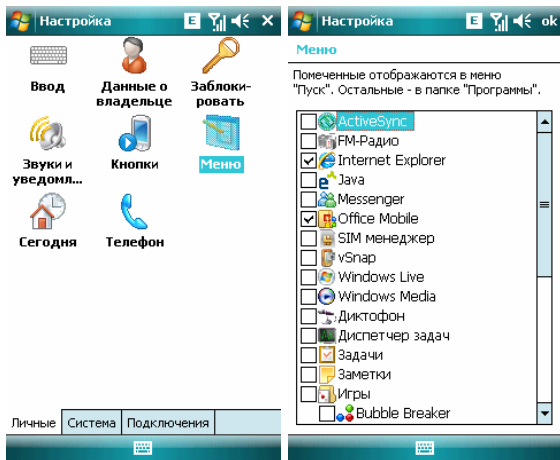 Настройка
E
Ввод
Данные о
владельце
Заблоки-
ровать
Звуки и
уведомл...
Кнопки
Меню
Сегодня
Телефон
Личные
Система
Подключения
Настройка
E
ok
Меню
Помеченные отображаются в меню
"Пуск". Остальные - в папке "Программы".
ActiveSync
FM-Радио
Internet Explorer
Java
Messenger
Office Mobile
SIM менеджер
vSnap
Windows Live
Windows Media
Диктофон
Диспетчер задач
Задачи
Заметки
Игры
Bubble Breaker